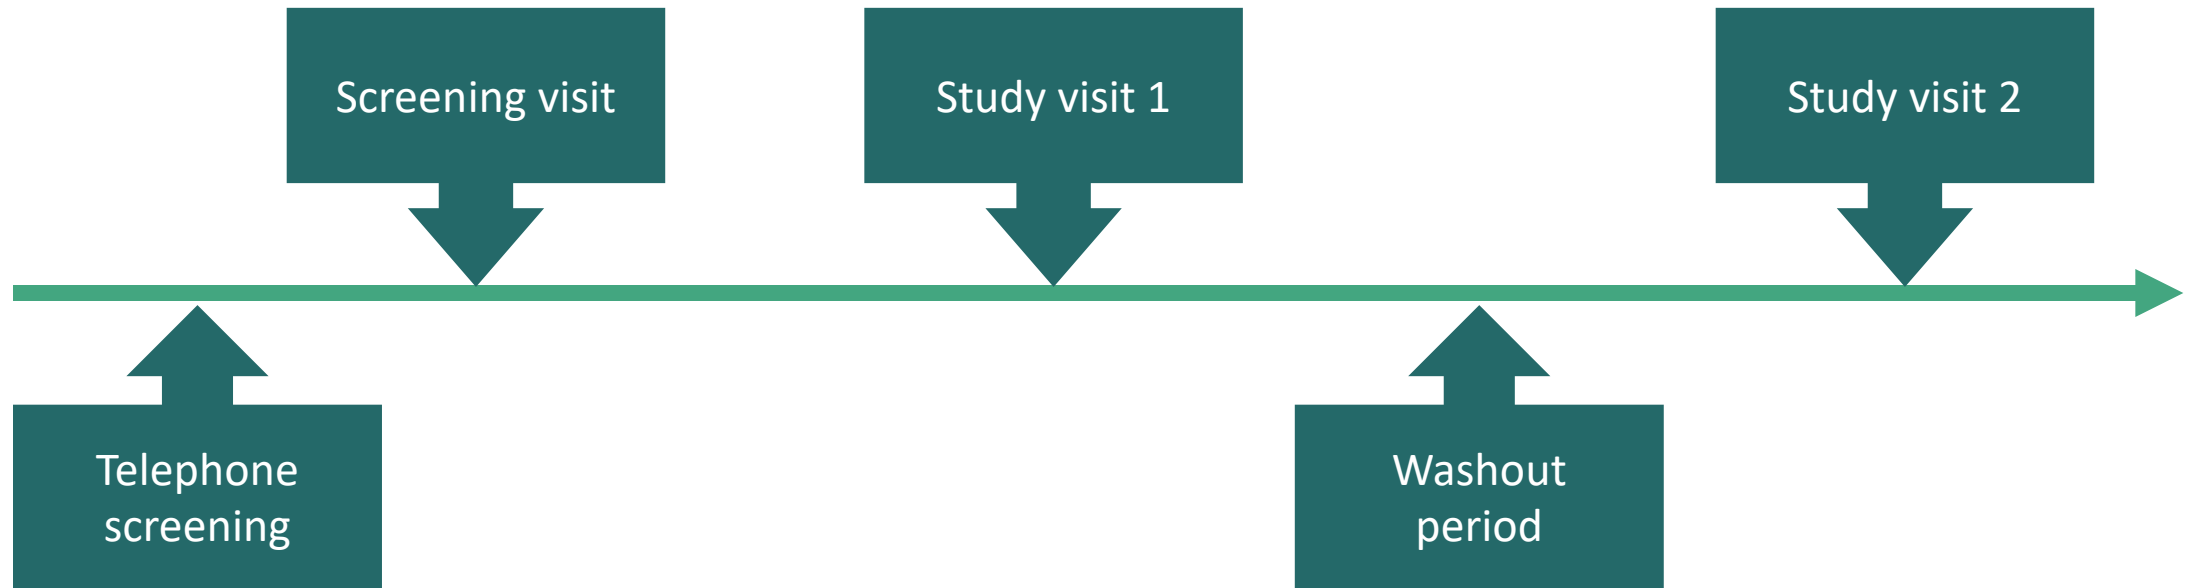 Screening visit
Study visit 1
Study visit 2
Telephone
screening
Washout
period